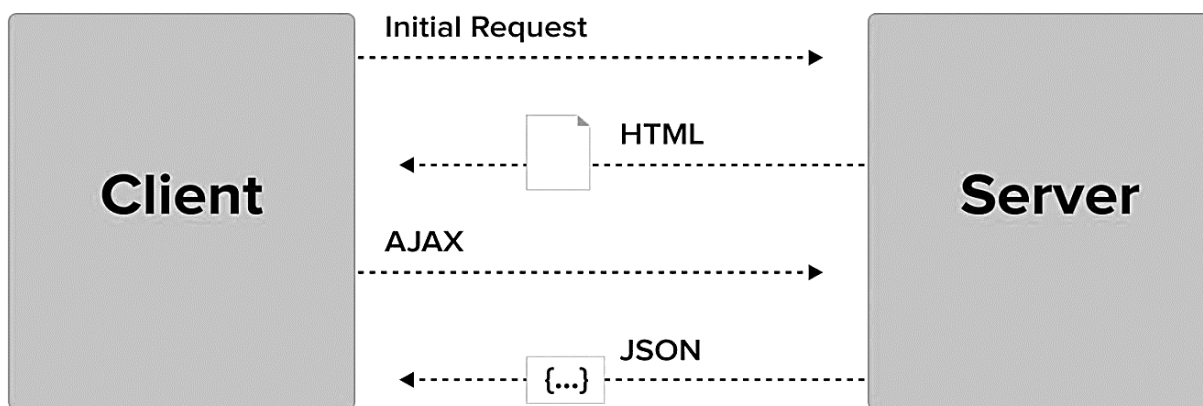 Initial Request
HTML
Client
Server
AJAX
JSON
{...}